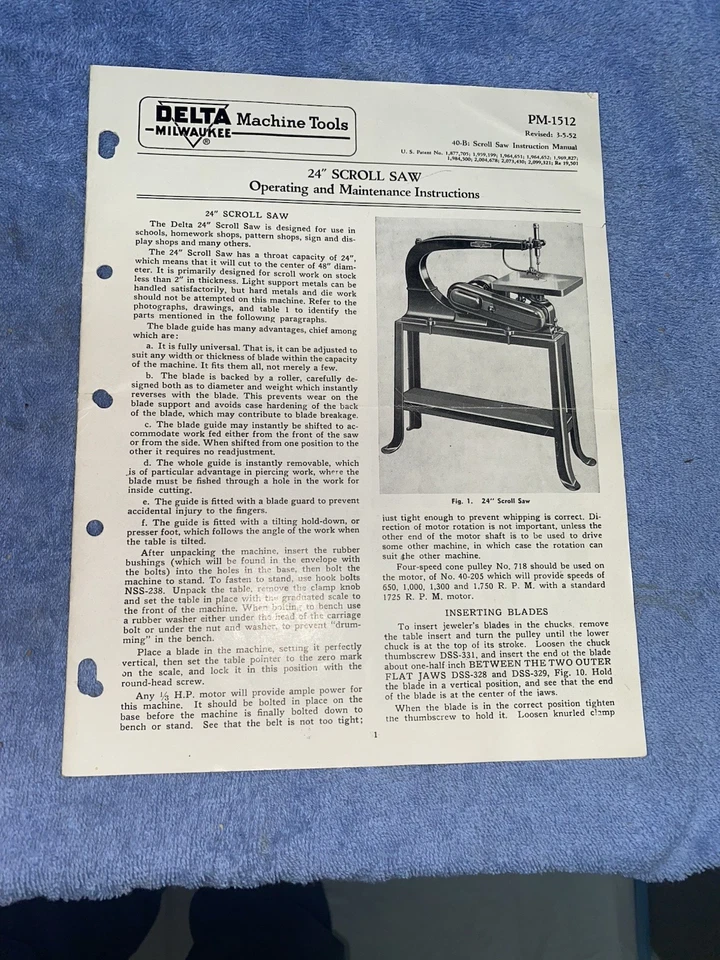 DELTA
MILWAUKEE
®
Machine Tools
PM-1512
Revised: 3-5-52
40-B: Scroll Saw Instruction Manual
U. S. Patent No. 1,877,705; 1,959,199; 1,964,651; 1,964,652; 1,969,827;
1,984,500; 2,004,678; 2,073,430; 2,099,321; Re 19,501
24" SCROLL SAW
Operating and Maintenance Instructions
24" SCROLL SAW
The Delta 24" Scroll Saw is designed for use in
schools, homework shops, pattern shops, sign and dis-
play shops and many others.
The 24" Scroll Saw has a throat capacity of 24",
which means that it will cut to the center of 48" diam-
eter. It is primarily designed for scroll work on stock
less than 2" in thickness. Light support metals can be
handled satisfactorily, but hard metals and die work
should not be attempted on this machine. Refer to the
photographs, drawings, and table 1 to identify the
parts mentioned in the following paragraphs.
The blade guide has many advantages, chief among
which are:
a. It is fully universal. That is, it can be adjusted to
suit any width or thickness of blade within the capacity
of the machine. It fits them all, not merely a few.
b. The blade is backed by a roller, carefully de-
signed both as to diameter and weight which instantly
reverses with the blade. This prevents wear on the
blade support and avoids case hardening of the back
of the blade, which may contribute to blade breakage.
c. The blade guide may instantly be shifted to ac-
commodate work fed either from the front of the saw
or from the side. When shifted from one position to the
other it requires no readjustment.
d. The whole guide is instantly removable, which
is of particular advantage in piercing work, where the
blade must be fished through a hole in the work for
inside cutting.
e. The guide is fitted with a blade guard to prevent
accidental injury to the fingers.
f. The guide is fitted with a tilting hold-down, or
presser foot, which follows the angle of the work when
the table is tilted.
After unpacking the machine, insert the rubber
bushings (which will be found in the envelope with
the bolts) into the holes in the base, then bolt the
machine to stand. To fasten to stand, use hook bolts
NSS-238. Unpack the table, remove the clamp knob
and set the table in place with the graduated scale to
the front of the machine. When bolting to bench use
a rubber washer either under the head of the carriage
bolt or under the nut and washer, to prevent "drum-
ming" in the bench.
Place a blade in the machine, setting it perfectly
vertical, then set the table pointer to the zero mark
on the scale, and lock it in this position with the
round-head screw.
Any ⅓ H.P. motor will provide ample power for
this machine. It should be bolted in place on the
base before the machine is finally bolted down to
bench or stand. See that the belt is not too tight;
Fig. 1. 24" Scroll Saw
just tight enough to prevent whipping is correct. Di-
rection of motor rotation is not important, unless the
other end of the motor shaft is to be used to drive
some other machine, in which case the rotation can
suit the other machine.
Four-speed cone pulley No. 718 should be used on
the motor, of No. 40-205 which will provide speeds of
650, 1,000, 1,300 and 1,750 R. P. M. with a standard
1725 R. P. M. motor.
INSERTING BLADES
To insert jeweler's blades in the chucks, remove
the table insert and turn the pulley until the lower
chuck is at the top of its stroke. Loosen the chuck
thumbscrew DSS-331, and insert the end of the blade
about one-half inch BETWEEN THE TWO OUTER
FLAT JAWS DSS-328 and DSS-329, Fig. 10. Hold
the blade in a vertical position, and see that the end
of the blade is at the center of the jaws.
When the blade is in the correct position tighten
the thumbscrew to hold it. Loosen knurled clamp
1